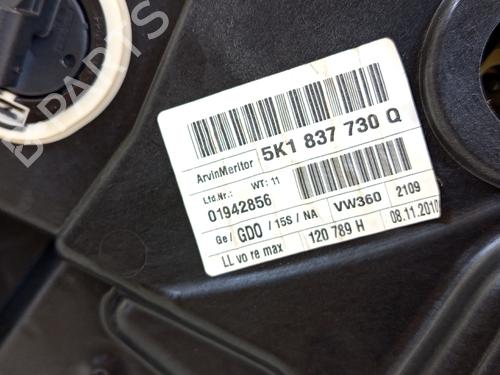 B PARTS
ArvinMeritor 5K1 837 730 Q
Ltd.Nr.: WT: 11
01942856
Ge / GDO / 15S / NA VW360 2109
LL vo re max 120 789 H 08.11.2010